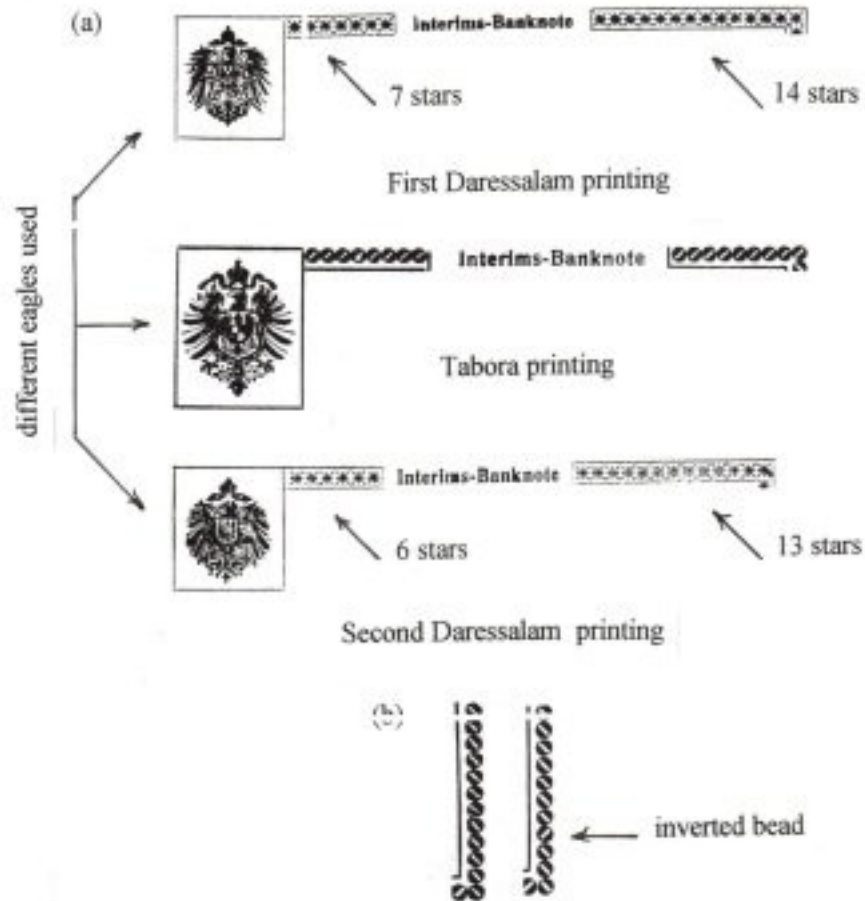 (a)
Interims-Banknote
7 stars
14 stars
First Daressalam printing
different eagles used
Interims-Banknote
Tabora printing
Interims-Banknote
6 stars
13 stars
Second Daressalam printing
(b)
inverted bead